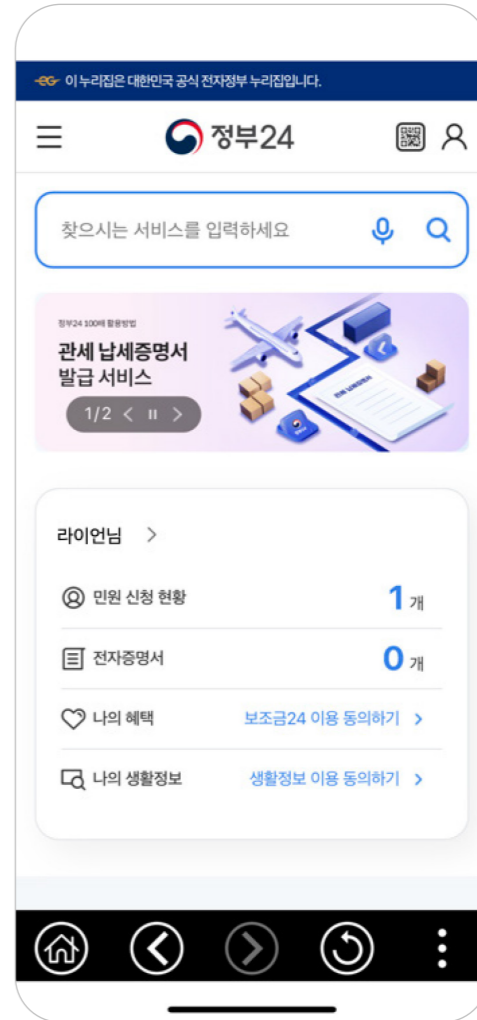 이 누리집은 대한민국 공식 전자정부 누리집입니다.
정부24
찾으시는 서비스를 입력하세요
정부24 100배 활용방법
관세 납세증명서
발급 서비스
1/2
라이언님
민원 신청 현황 1 개
전자증명서 0 개
나의 혜택 보조금24 이용 동의하기
나의 생활정보 생활정보 이용 동의하기